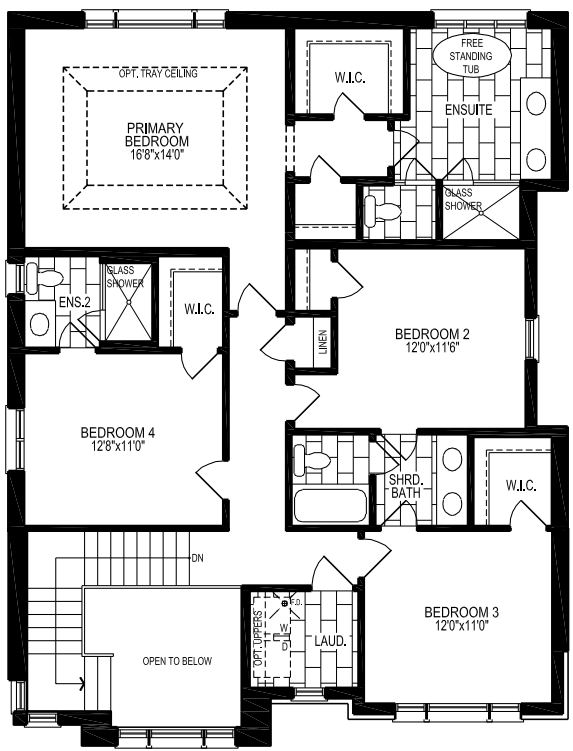 OPT. TRAY CEILING
PRIMARY
BEDROOM
16'8"x14'0"
W.I.C.
FREE
STANDING
TUB
ENSUITE
GLASS
SHOWER
GLASS
SHOWER
ENS.2
W.I.C.
LINEN
BEDROOM 2
12'0"x11'6"
BEDROOM 4
12'8"x11'0"
SHRD.
BATH
W.I.C.
DN
OPEN TO BELOW
OPT. UPPERS
F.D.
W
D
LAUD.
BEDROOM 3
12'0"x11'0"